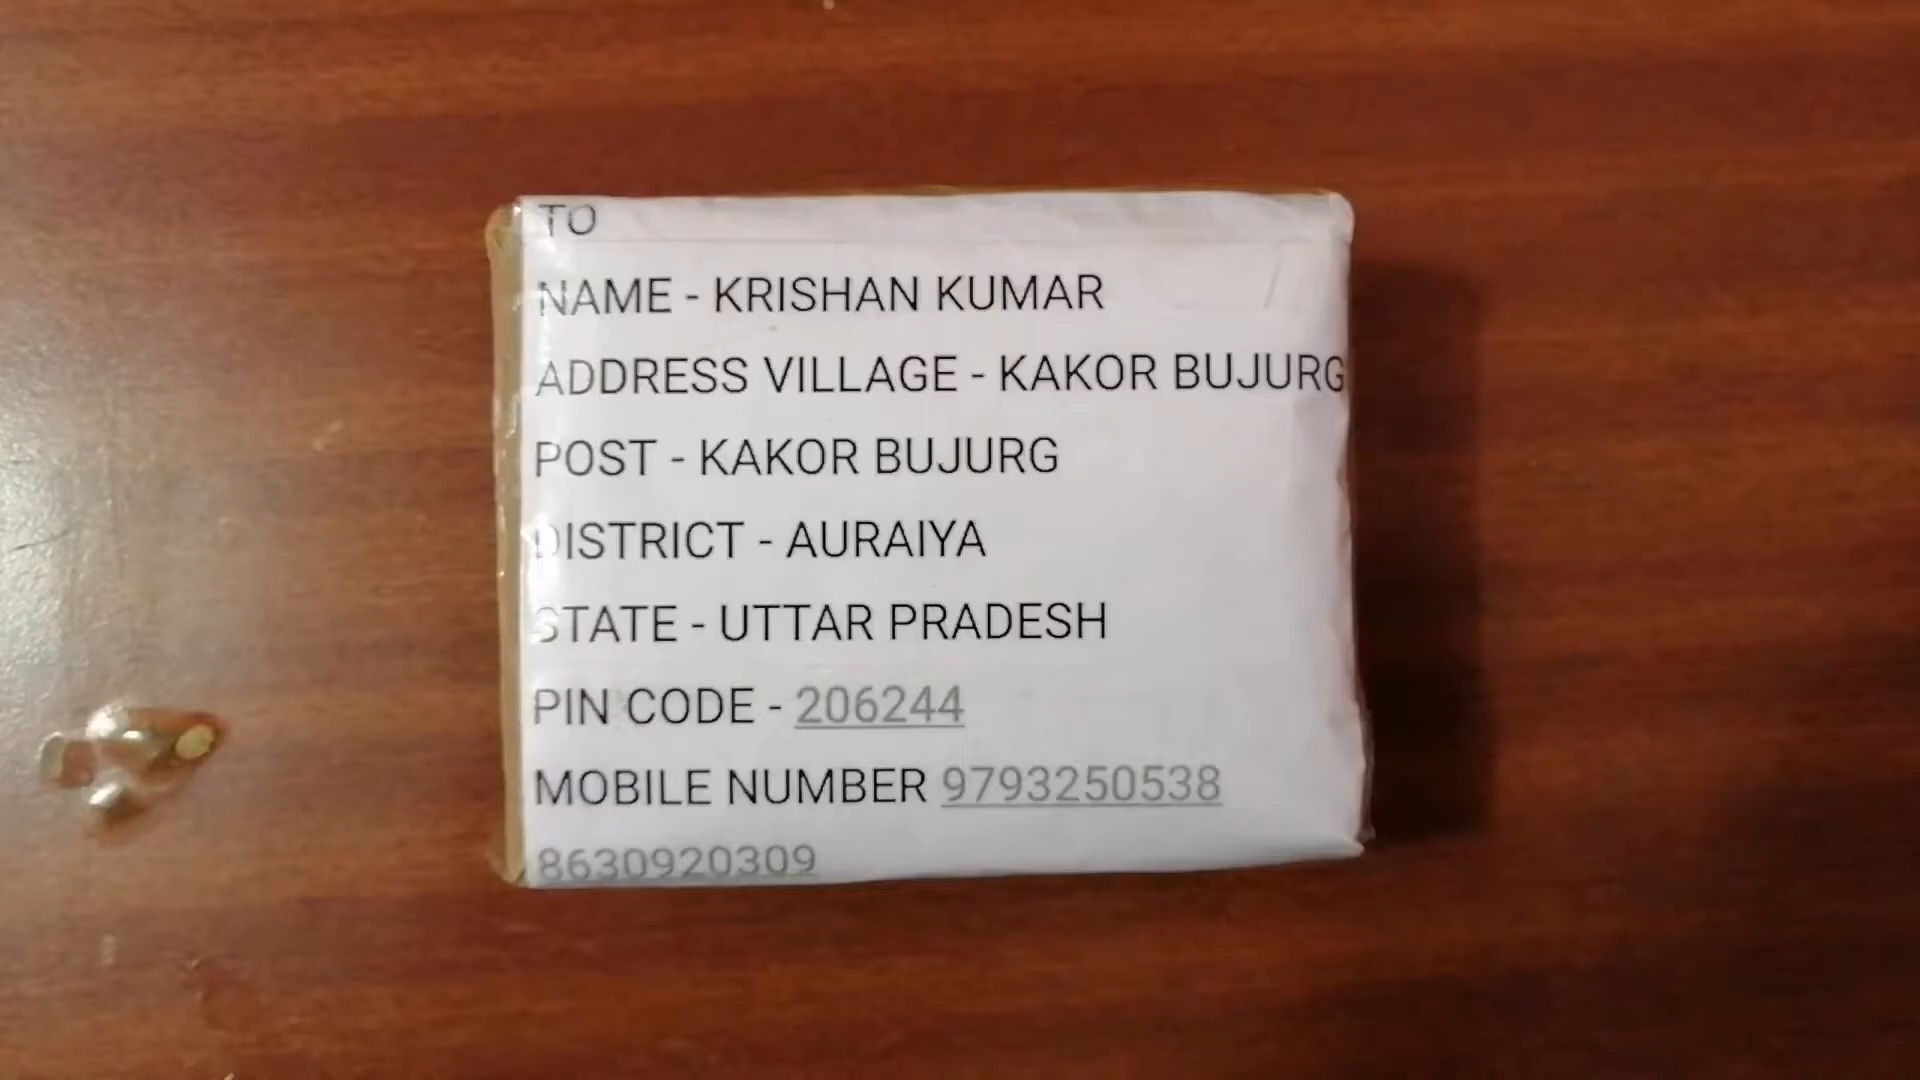 TO
NAME - KRISHAN KUMAR
ADDRESS VILLAGE - KAKOR BUJURG
POST - KAKOR BUJURG
DISTRICT - AURAIYA
STATE - UTTAR PRADESH
PIN CODE - 206244
MOBILE NUMBER 9793250538
8630920309